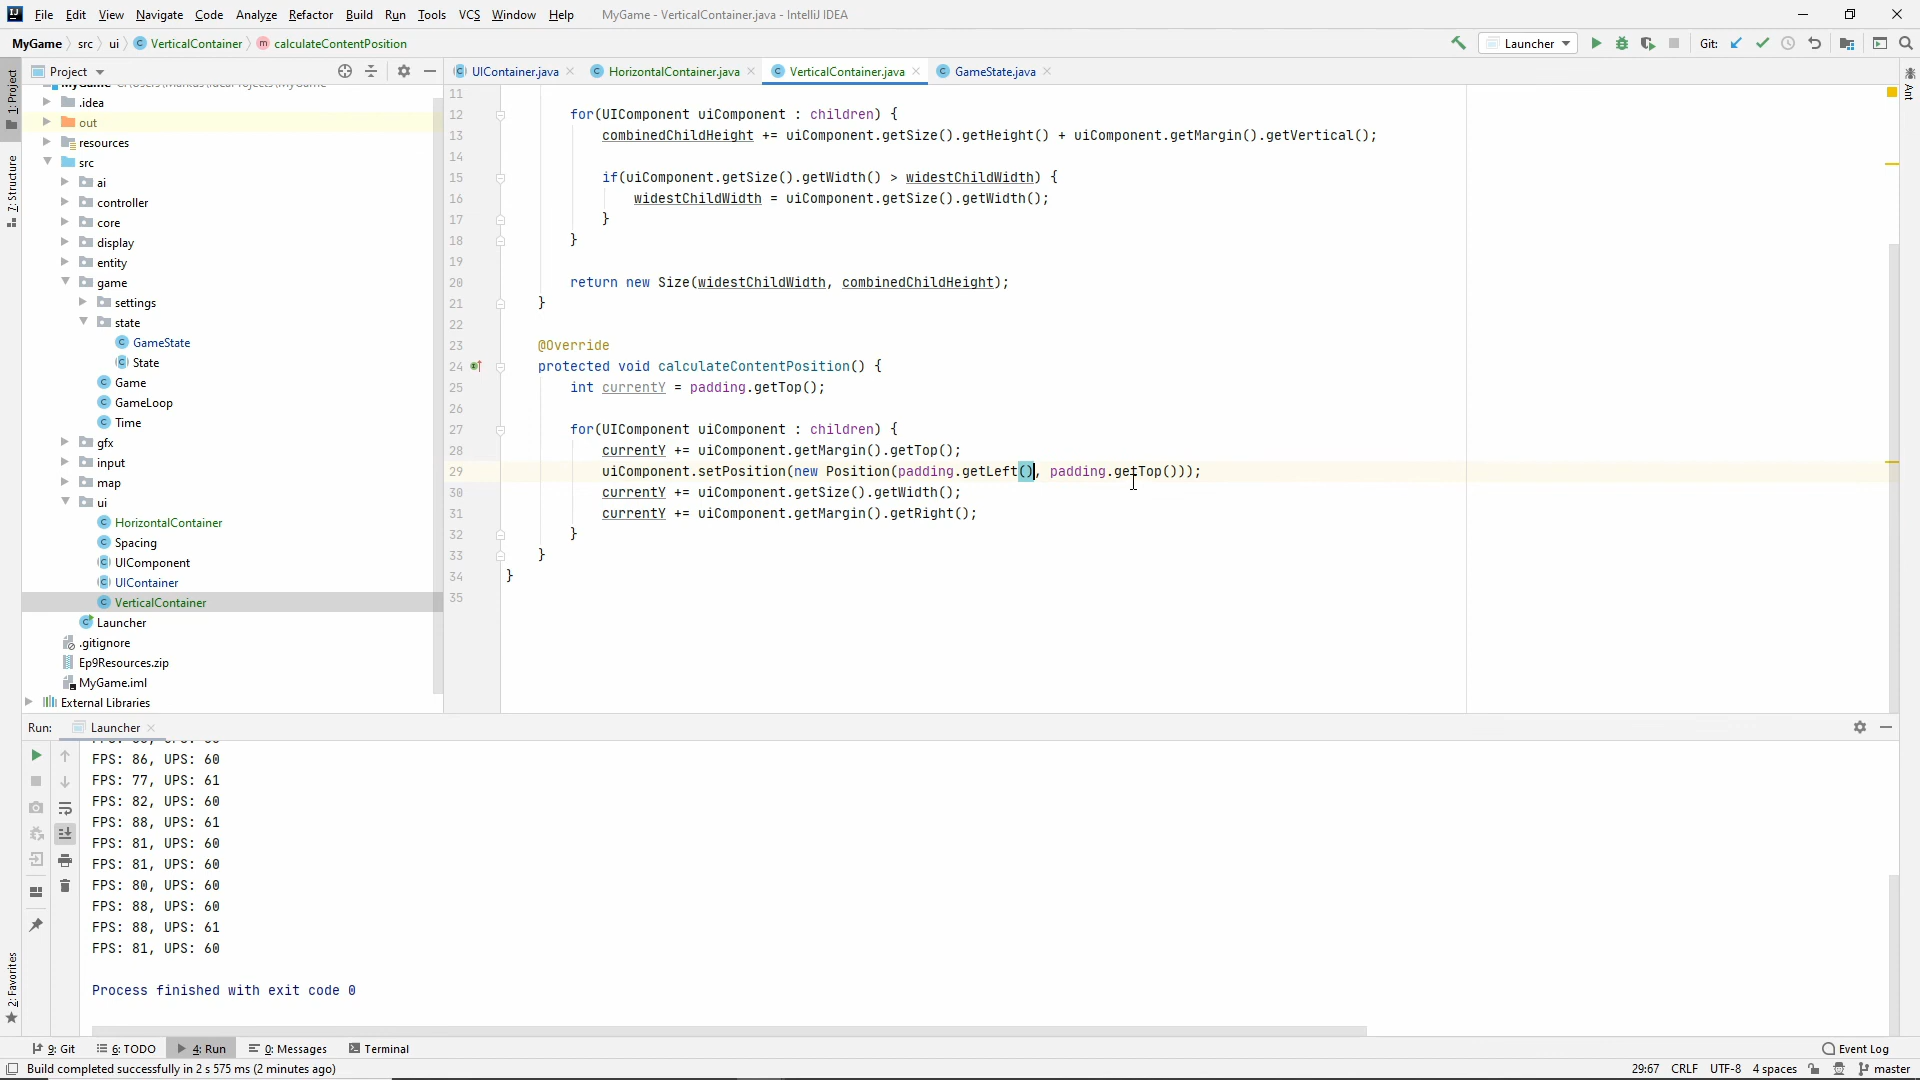 File Edit View Navigate Code Analyze Refactor Build Run Tools VCS Window Help MyGame - VerticalContainer.java - IntelliJ IDEA
MyGame src ui VerticalContainer calculateContentPosition Launcher Git:
Project UIContainer.java HorizontalContainer.java VerticalContainer.java GameState.java
1: Project
7: Structure
2: Favorites
Ant
.idea
out
resources
src
ai
controller
core
display
entity
game
settings
state
GameState
State
Game
GameLoop
Time
gfx
input
map
ui
HorizontalContainer
Spacing
UIComponent
UIContainer
VerticalContainer
Launcher
.gitignore
Ep9Resources.zip
MyGame.iml
External Libraries
11
12 for(UIComponent uiComponent : children) {
13 combinedChildHeight += uiComponent.getSize().getHeight() + uiComponent.getMargin().getVertical();
14
15 if(uiComponent.getSize().getWidth() > widestChildWidth) {
16 widestChildWidth = uiComponent.getSize().getWidth();
17 }
18 }
19
20 return new Size(widestChildWidth, combinedChildHeight);
21 }
22
23 @Override
24 protected void calculateContentPosition() {
25 int currentY = padding.getTop();
26
27 for(UIComponent uiComponent : children) {
28 currentY += uiComponent.getMargin().getTop();
29 uiComponent.setPosition(new Position(padding.getLeft(), padding.getTop()));
30 currentY += uiComponent.getSize().getWidth();
31 currentY += uiComponent.getMargin().getRight();
32 }
33 }
34 }
35
Run: Launcher
FPS: 86, UPS: 60
FPS: 77, UPS: 61
FPS: 82, UPS: 60
FPS: 88, UPS: 61
FPS: 81, UPS: 60
FPS: 81, UPS: 60
FPS: 80, UPS: 60
FPS: 88, UPS: 60
FPS: 88, UPS: 61
FPS: 81, UPS: 60
Process finished with exit code 0
9: Git 6: TODO 4: Run 0: Messages Terminal Event Log
Build completed successfully in 2 s 575 ms (2 minutes ago) 29:67 CRLF UTF-8 4 spaces master